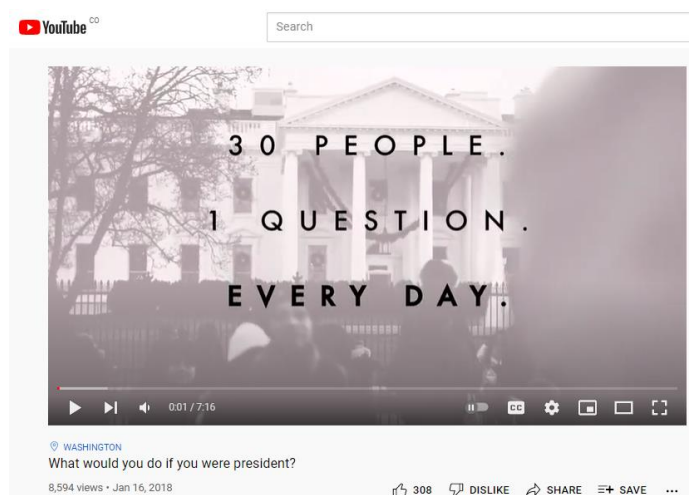 YouTube CO
Search
30 PEOPLE.
1 QUESTION.
EVERY DAY.
0:01 / 7:16
CC
WASHINGTON
What would you do if you were president?
8,594 views • Jan 16, 2018
308 DISLIKE SHARE SAVE